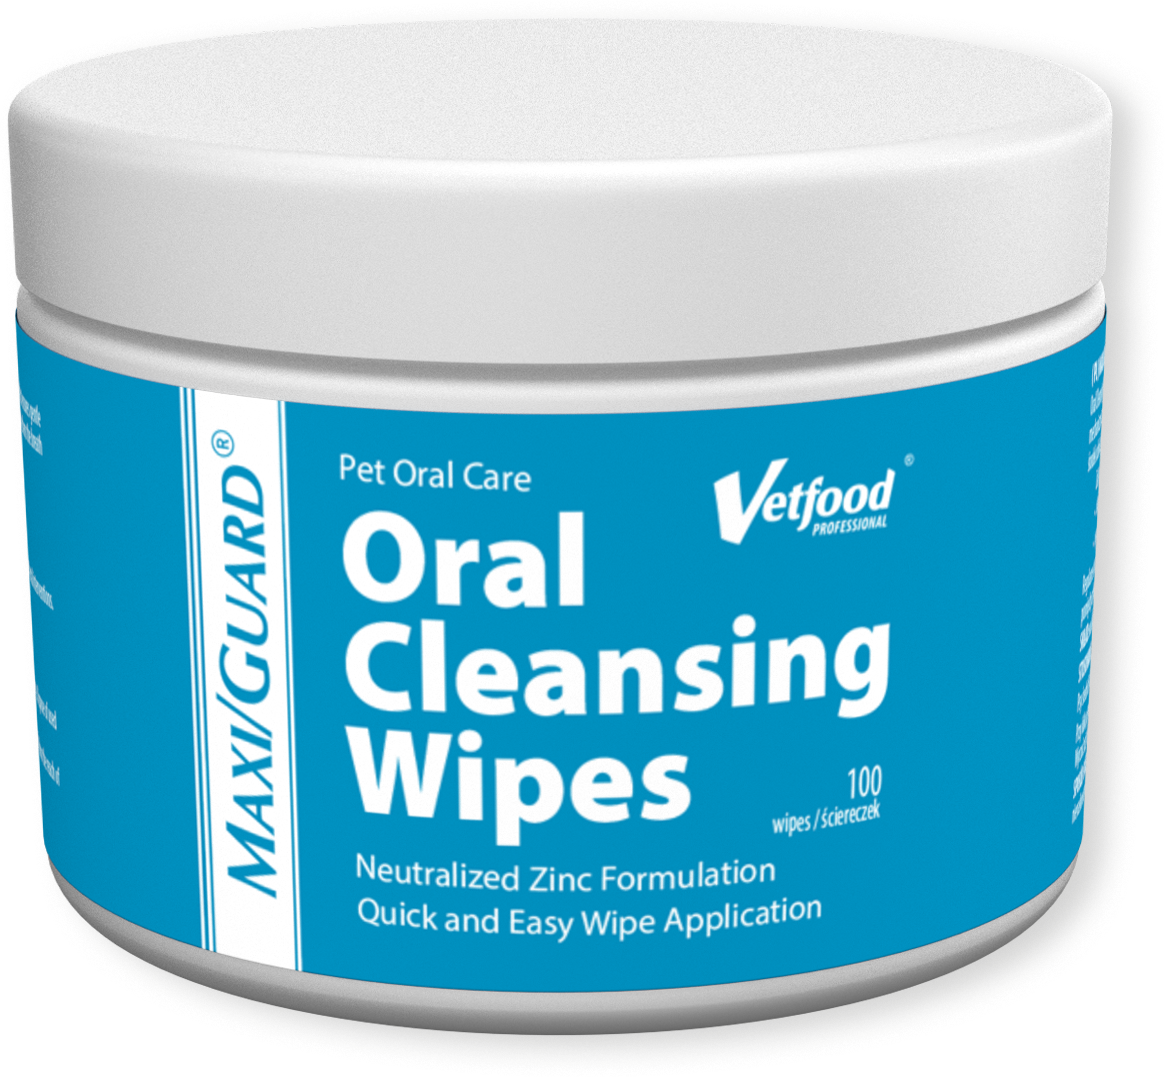 MAXI/GUARD®
Pet Oral Care
Vetfood®
PROFESSIONAL
Oral
Cleansing
Wipes
100
wipes / ściereczek
Neutralized Zinc Formulation
Quick and Easy Wipe Application